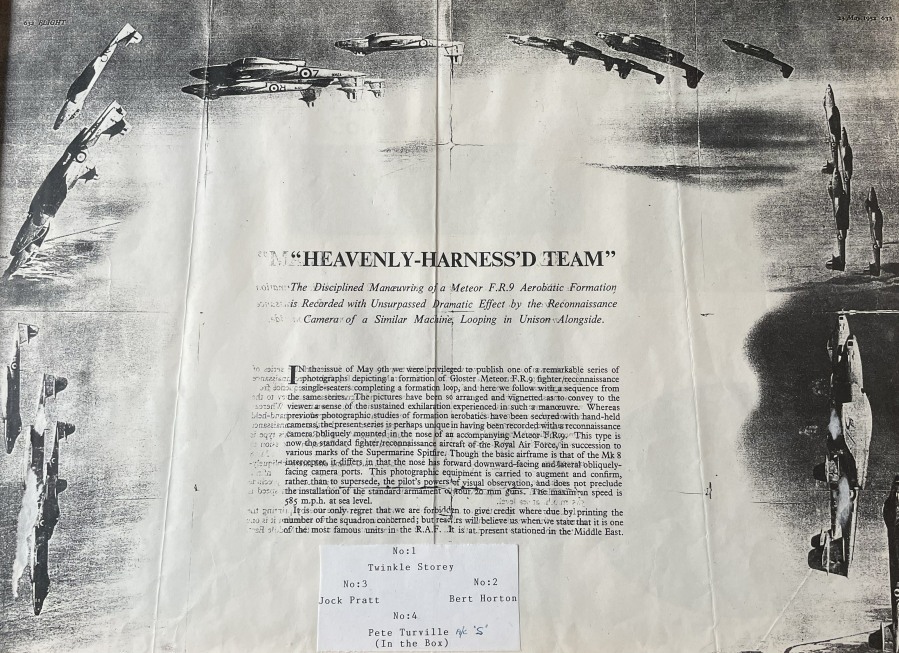 632 FLIGHT
23 May 1952 633
"HEAVENLY-HARNESS'D TEAM"
The Disciplined Manœuvring of a Meteor F.R.9 Aerobatic Formation
is Recorded with Unsurpassed Dramatic Effect by the Reconnaissance
Camera of a Similar Machine, Looping in Unison Alongside.
IN the issue of May 9th we were privileged to publish one of a remarkable series of
photographs depicting a formation of Gloster Meteor F.R.9 fighter/reconnaissance
single-seaters completing a formation loop, and here we follow with a sequence from
the same series. The pictures have been so arranged and vignetted as to convey to the
viewer a sense of the sustained exhilaration experienced in such a manœuvre. Whereas
previous photographic studies of formation aerobatics have been secured with hand-held
cameras, the present series is perhaps unique in having been recorded with a reconnaissance
camera obliquely mounted in the nose of an accompanying Meteor F.R.9. This type is
now the standard fighter/reconnaissance aircraft of the Royal Air Force, in succession to
various marks of the Supermarine Spitfire. Though the basic airframe is that of the Mk 8
interceptor, it differs in that the nose has forward downward-facing and lateral obliquely-
facing camera ports. This photographic equipment is carried to augment and confirm,
rather than to supersede, the pilot's powers of visual observation, and does not preclude
the installation of the standard armament of four 20 mm guns. The maximum speed is
585 m.p.h. at sea level.
It is our only regret that we are forbidden to give credit where due by printing the
number of the squadron concerned; but readers will believe us when we state that it is one
of the most famous units in the R.A.F. It is at present stationed in the Middle East.
No:1
Twinkle Storey
No:3 No:2
Jock Pratt Bert Horton
No:4
Pete Turville A/C 'S'
(In the Box)